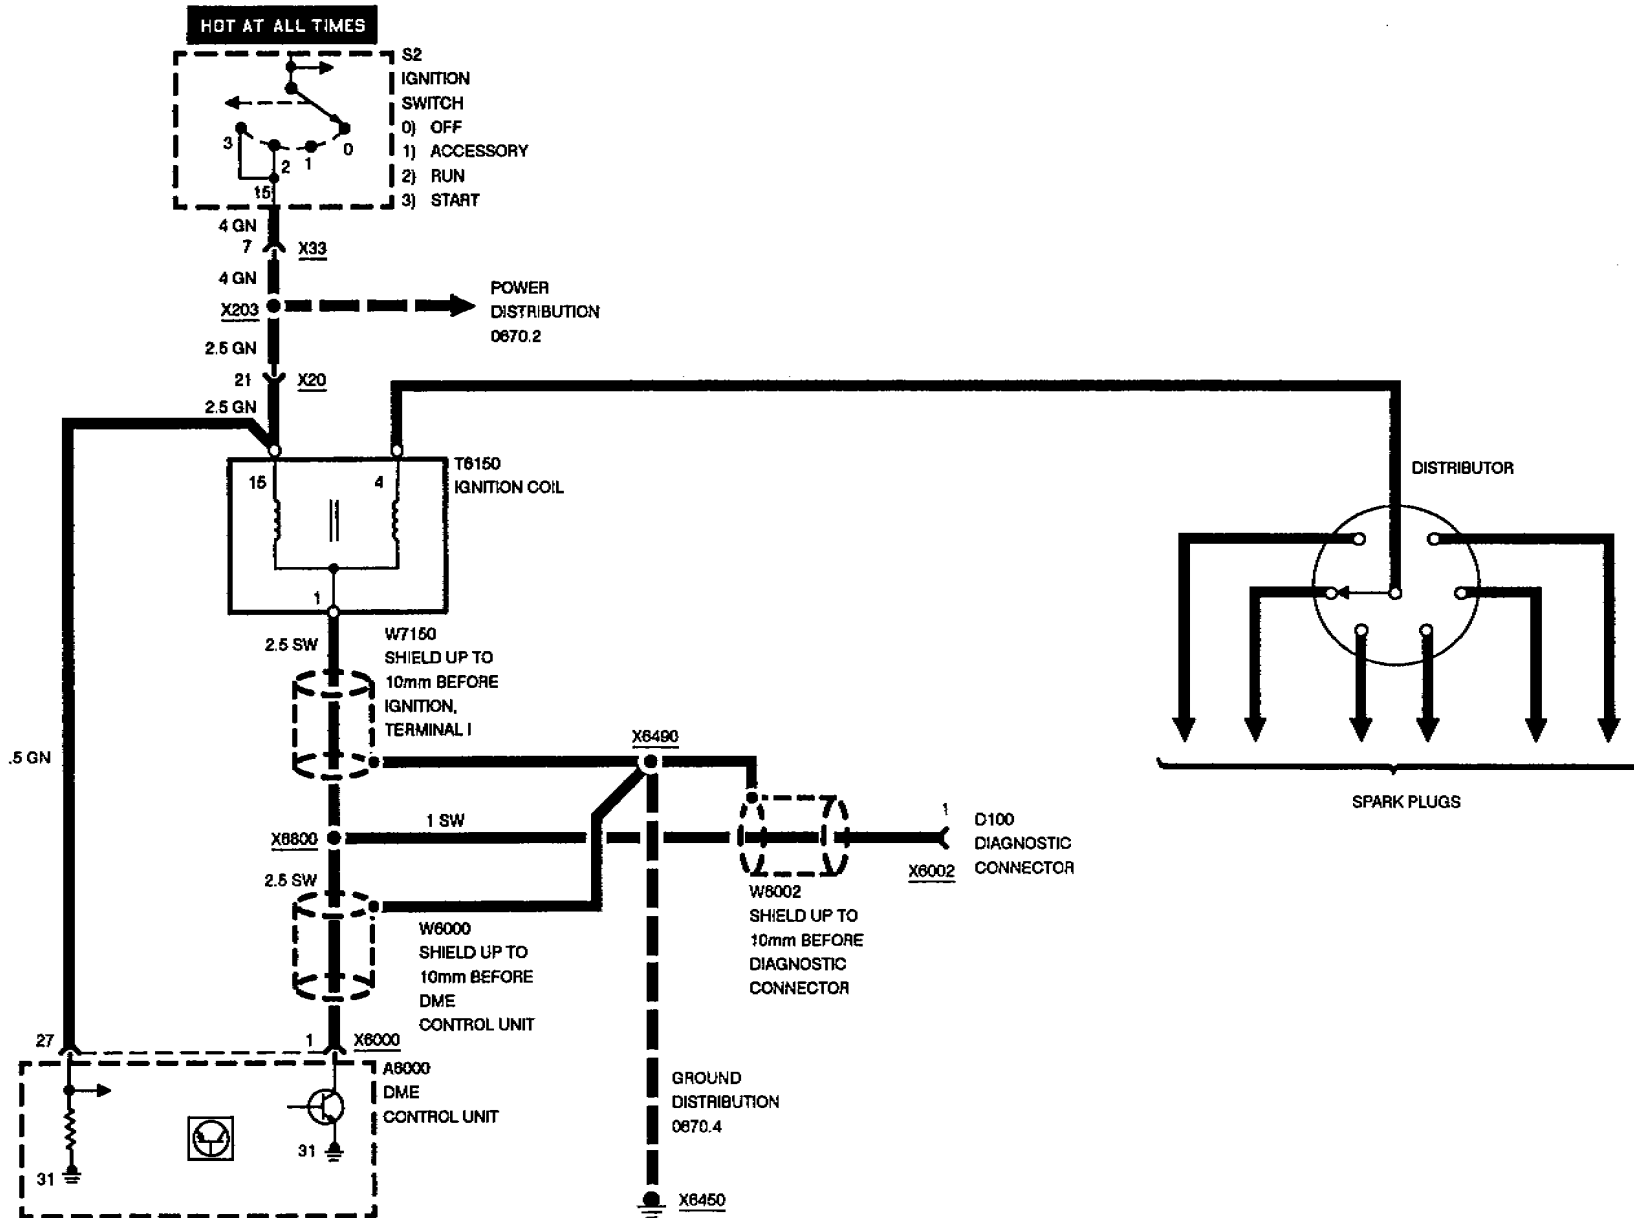 HOT AT ALL TIMES
S2
IGNITION
SWITCH
0) OFF
1) ACCESSORY
2) RUN
3) START
3
2
1
0
15
4 GN
7
X33
4 GN
X203
POWER
DISTRIBUTION
0670.2
2.5 GN
21
X20
2.5 GN
T6150
IGNITION COIL
15
4
1
DISTRIBUTOR
2.5 SW
W7150
SHIELD UP TO
10mm BEFORE
IGNITION,
TERMINAL I
.5 GN
X6490
SPARK PLUGS
1 SW
X6800
1
D100
DIAGNOSTIC
CONNECTOR
X6002
2.5 SW
W6002
SHIELD UP TO
10mm BEFORE
DIAGNOSTIC
CONNECTOR
W6000
SHIELD UP TO
10mm BEFORE
DME
CONTROL UNIT
27
1
X6000
A6000
DME
CONTROL UNIT
31
31
GROUND
DISTRIBUTION
0670.4
X6450